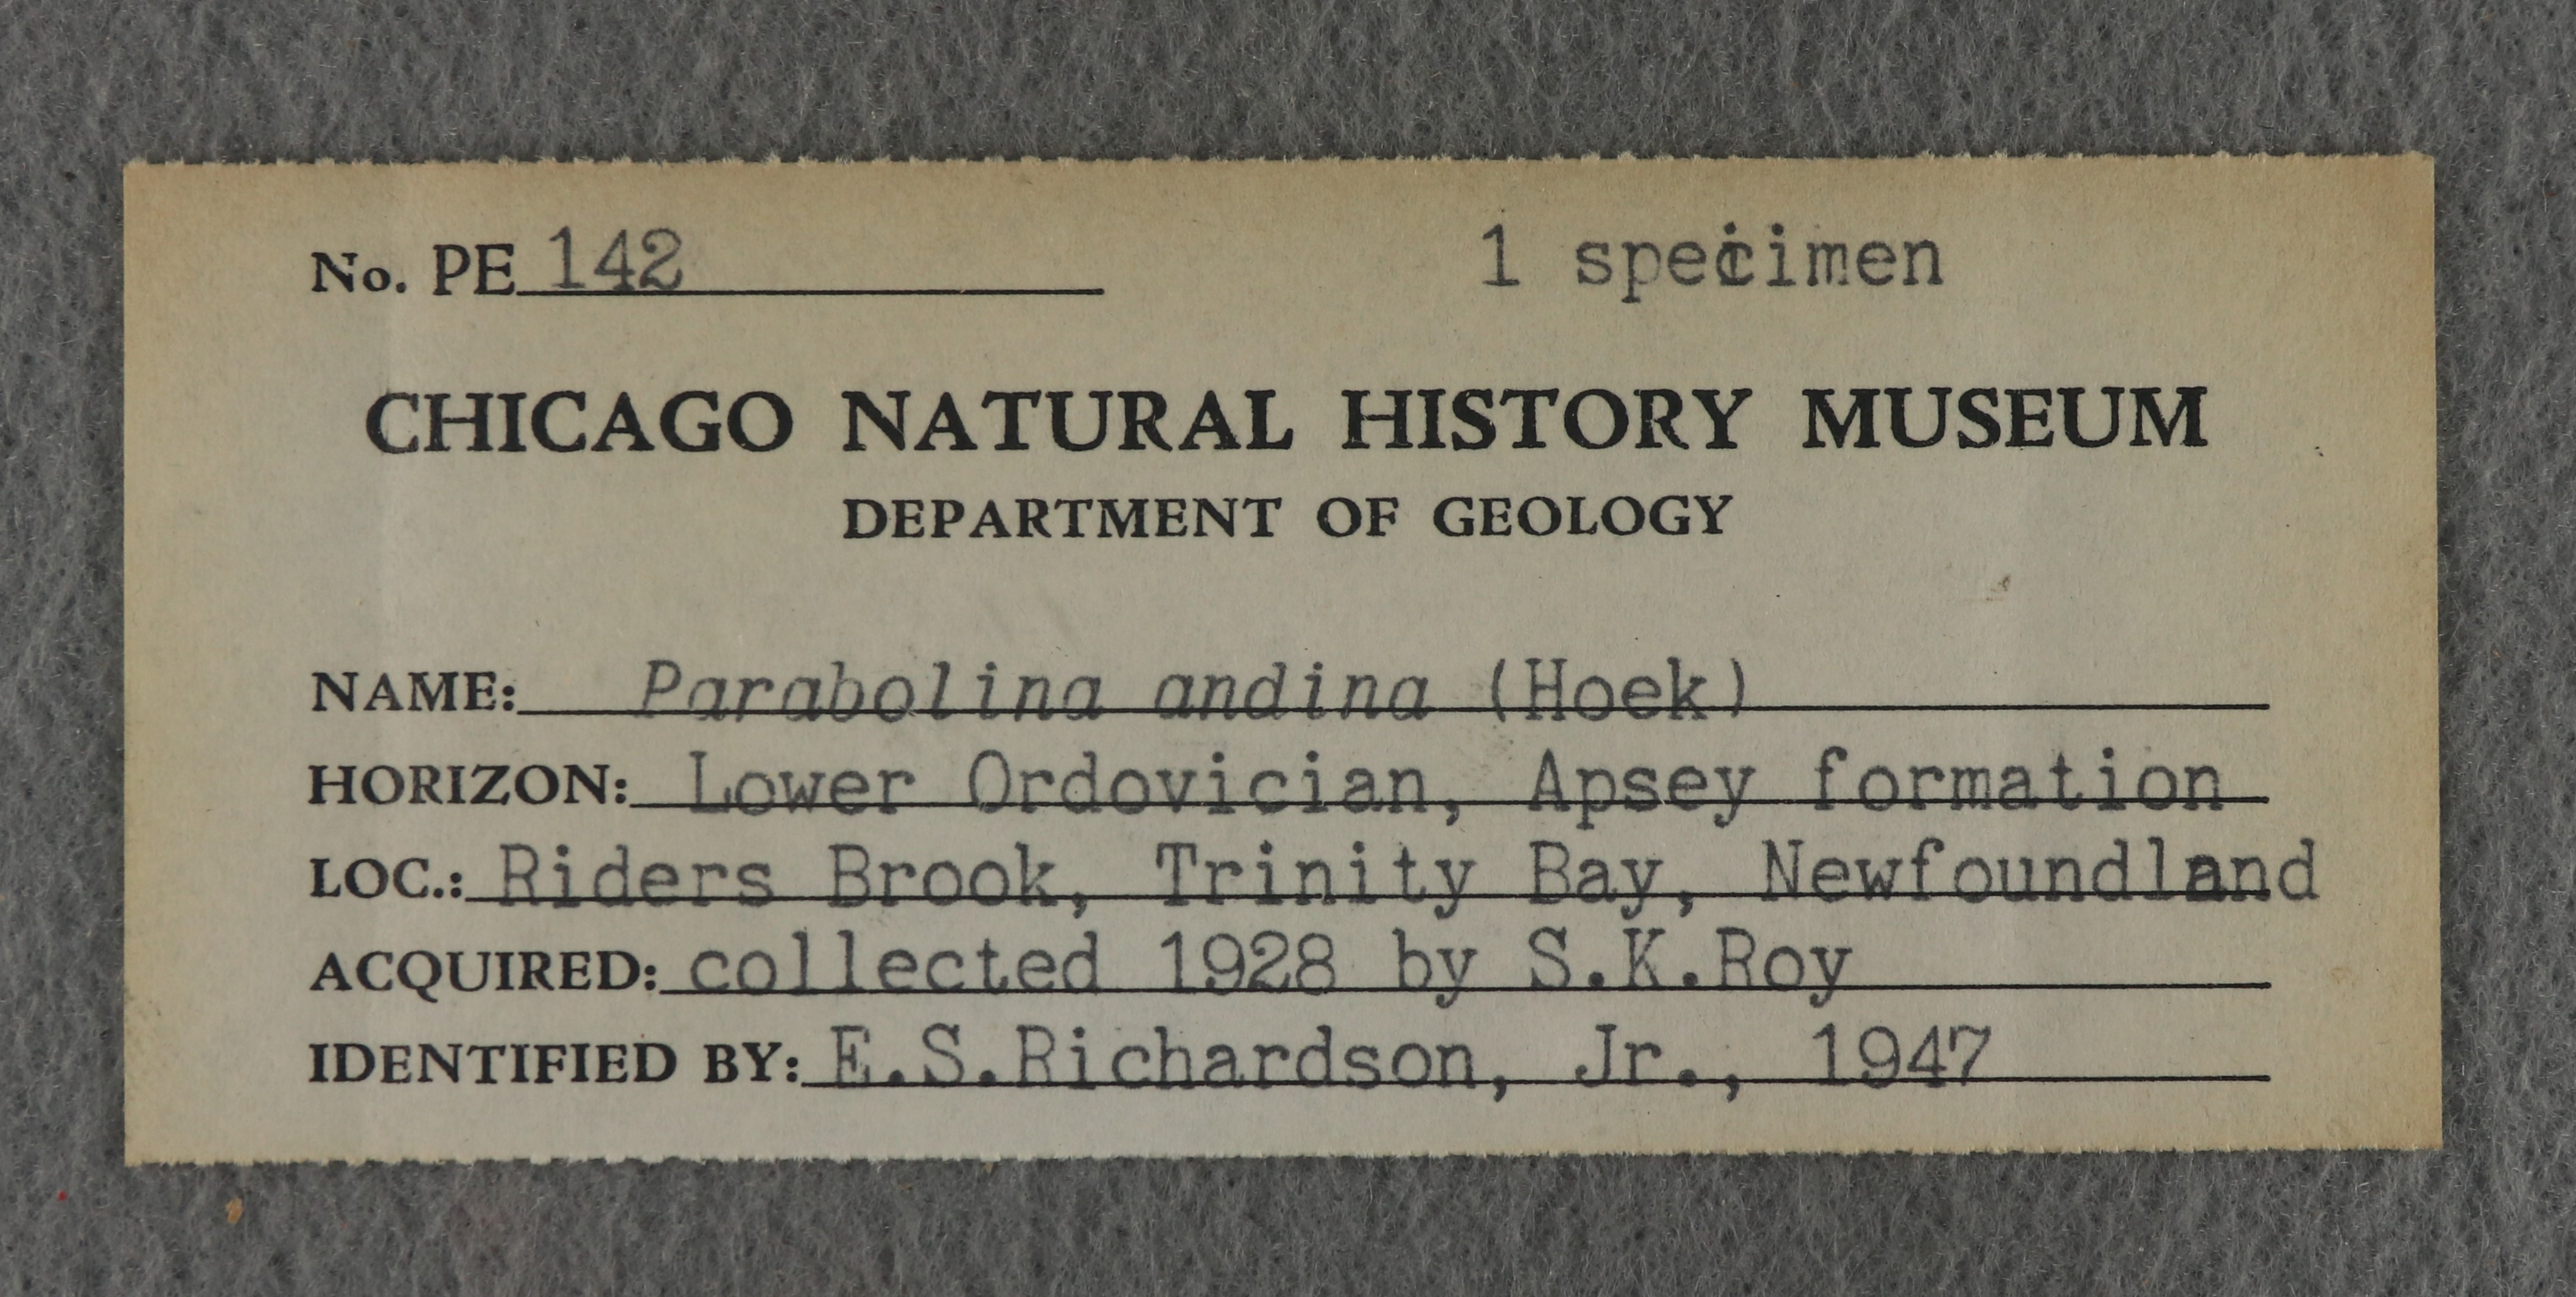 No. PE 142 1 specimen
CHICAGO NATURAL HISTORY MUSEUM
DEPARTMENT OF GEOLOGY
NAME: Parabolina andina (Hoek)
HORIZON: Lower Ordovician, Apsey formation
LOC.: Riders Brook, Trinity Bay, Newfoundland
ACQUIRED: collected 1928 by S.K.Roy
IDENTIFIED BY: E.S.Richardson, Jr., 1947